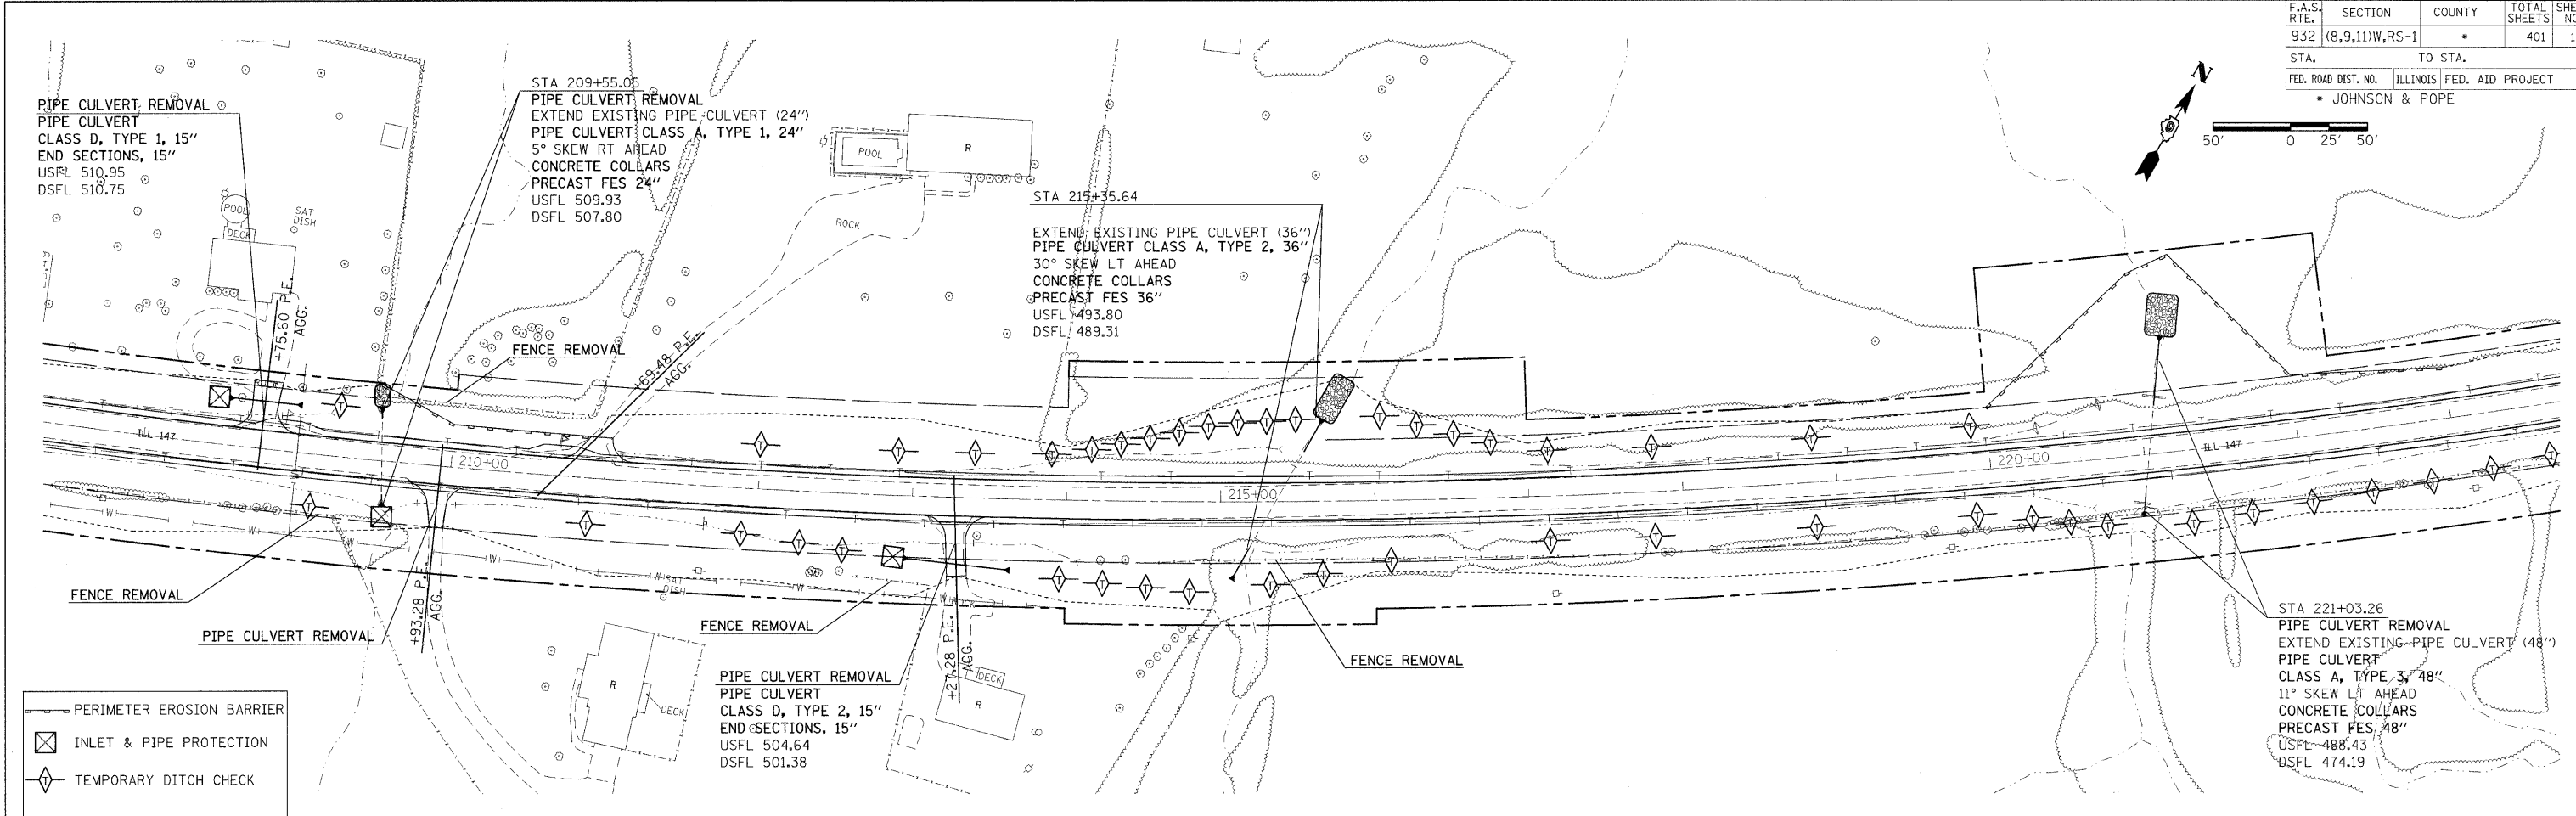 F.A.S. RTE. SECTION COUNTY TOTAL SHEETS
932 (8,9,11)W,RS-1 * 401
STA. TO STA.
FED. ROAD DIST. NO. ILLINOIS FED. AID PROJECT
* JOHNSON & POPE
N
50' 0 25' 50'
PIPE CULVERT REMOVAL
PIPE CULVERT
CLASS D, TYPE 1, 15"
END SECTIONS, 15"
USFL 510.95
DSFL 510.75
STA 209+55.05
PIPE CULVERT REMOVAL
EXTEND EXISTING PIPE CULVERT (24")
PIPE CULVERT CLASS A, TYPE 1, 24"
5° SKEW RT AHEAD
CONCRETE COLLARS
PRECAST FES 24"
USFL 509.93
DSFL 507.80
POOL
R
ROCK
POOL
SAT
DISH
DECK
STA 215+35.64
EXTEND EXISTING PIPE CULVERT (36")
PIPE CULVERT CLASS A, TYPE 2, 36"
30° SKEW LT AHEAD
CONCRETE COLLARS
PRECAST FES 36"
USFL 493.80
DSFL 489.31
+75.60 P.E.
AGG.
FENCE REMOVAL
+69.48 P.E.
AGG.
ILL 147
210+00
215+00
220+00
ILL 147
W
W
W
W
W
W
SAT
DISH
W
W
ROCK
FENCE REMOVAL
PIPE CULVERT REMOVAL
+93.28 P.E.
AGG.
FENCE REMOVAL
+27.28 P.E.
AGG.
R
DECK
DECK
R
PIPE CULVERT REMOVAL
PIPE CULVERT
CLASS D, TYPE 2, 15"
END SECTIONS, 15"
USFL 504.64
DSFL 501.38
FENCE REMOVAL
STA 221+03.26
PIPE CULVERT REMOVAL
EXTEND EXISTING PIPE CULVERT (48")
PIPE CULVERT
CLASS A, TYPE 3, 48"
11° SKEW LT AHEAD
CONCRETE COLLARS
PRECAST FES 48"
USFL 488.43
DSFL 474.19
PERIMETER EROSION BARRIER
INLET & PIPE PROTECTION
T TEMPORARY DITCH CHECK